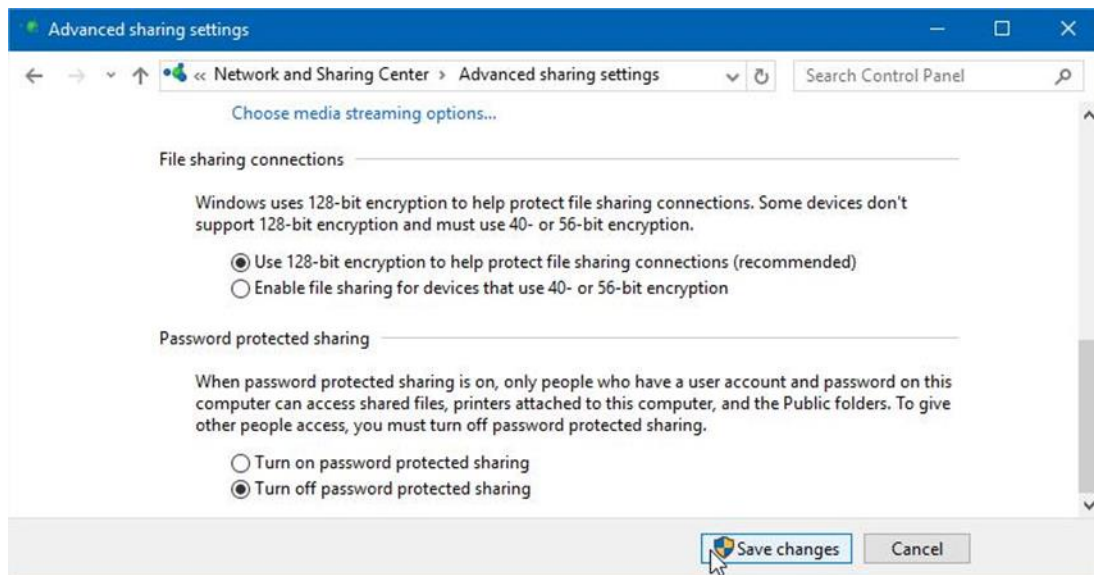 Advanced sharing settings
« Network and Sharing Center › Advanced sharing settings
Search Control Panel
Choose media streaming options...
File sharing connections
Windows uses 128-bit encryption to help protect file sharing connections. Some devices don't
support 128-bit encryption and must use 40- or 56-bit encryption.
Use 128-bit encryption to help protect file sharing connections (recommended)
Enable file sharing for devices that use 40- or 56-bit encryption
Password protected sharing
When password protected sharing is on, only people who have a user account and password on this
computer can access shared files, printers attached to this computer, and the Public folders. To give
other people access, you must turn off password protected sharing.
Turn on password protected sharing
Turn off password protected sharing
Save changes
Cancel